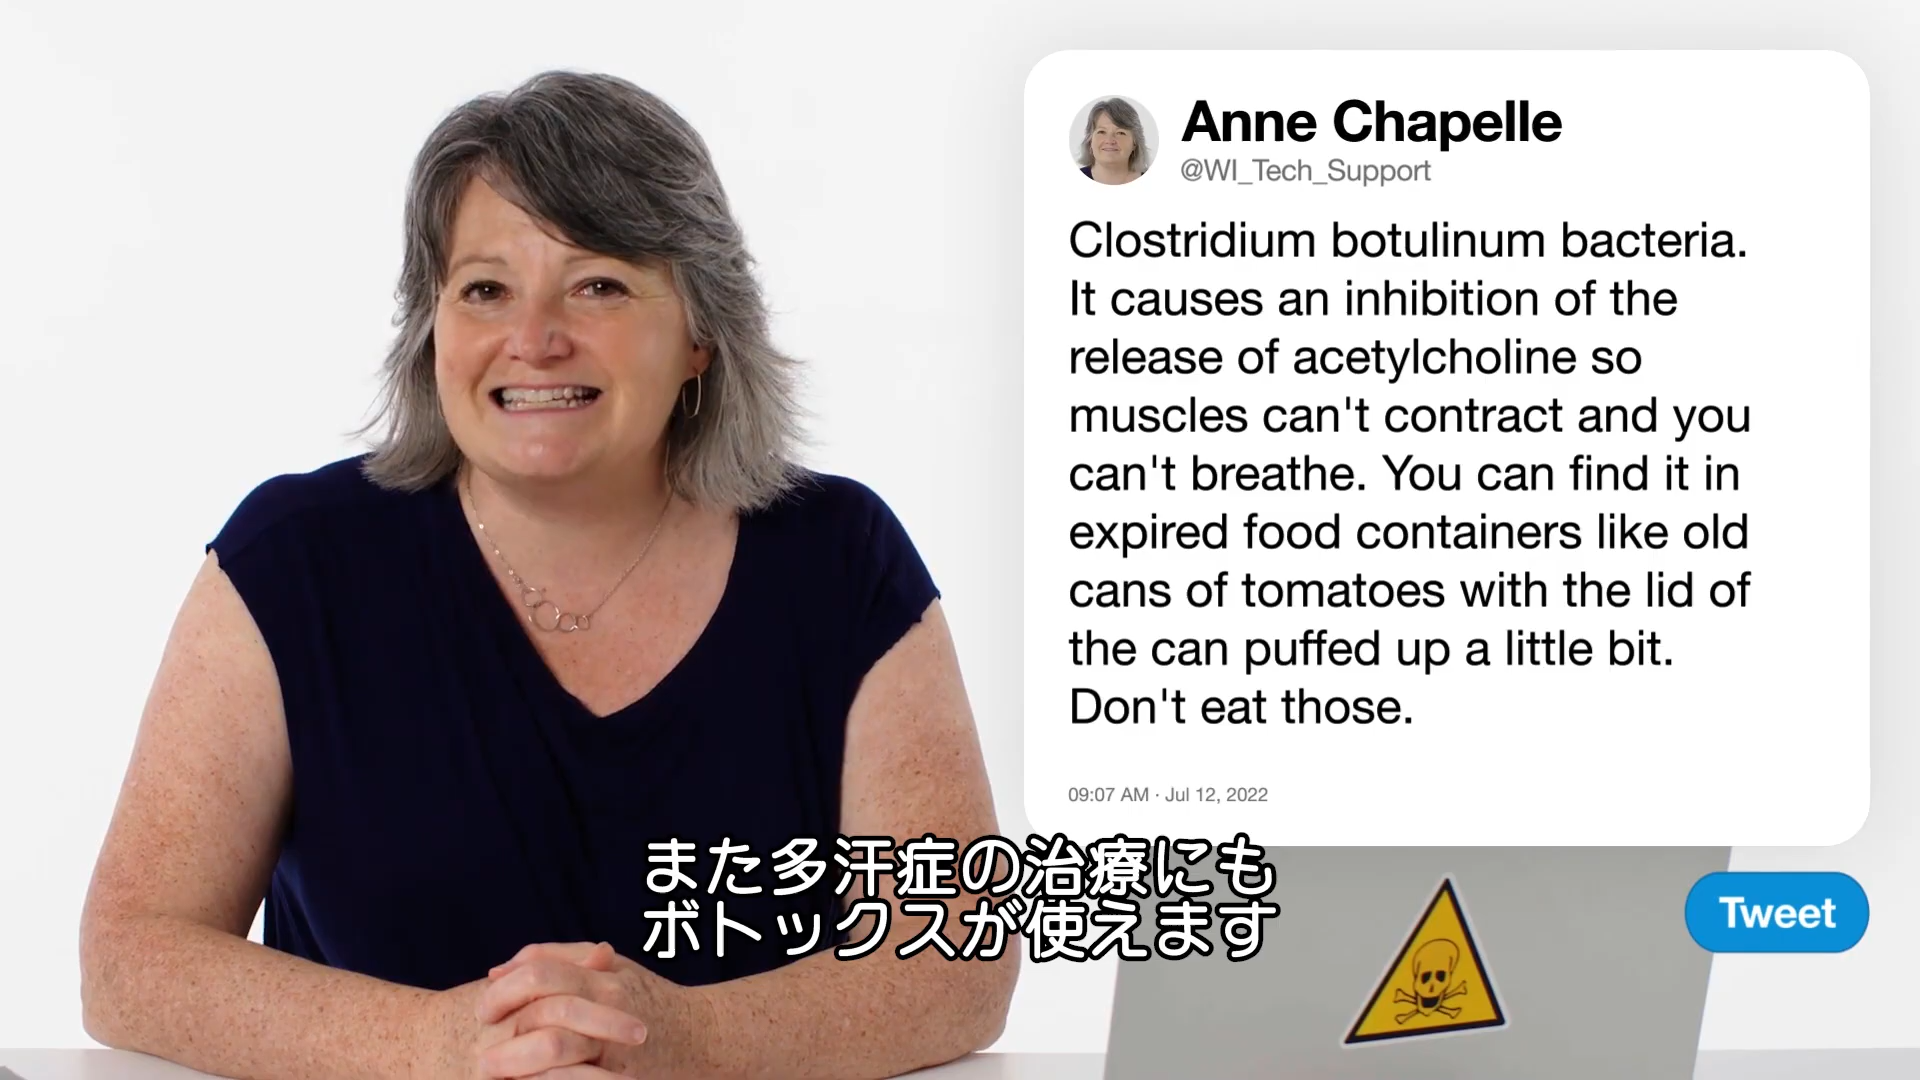 Anne Chapelle
@WI_Tech_Support
Clostridium botulinum bacteria.
It causes an inhibition of the
release of acetylcholine so
muscles can't contract and you
can't breathe. You can find it in
expired food containers like old
cans of tomatoes with the lid of
the can puffed up a little bit.
Don't eat those.
09:07 AM · Jul 12, 2022
また多汗症の治療にも
ボトックスが使えます
Tweet